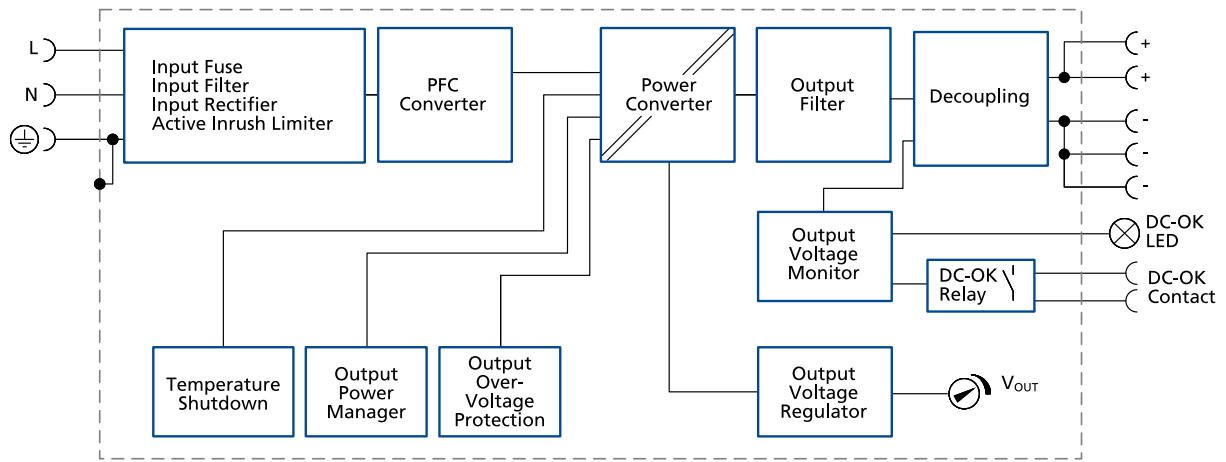 L
N
Input Fuse
Input Filter
Input Rectifier
Active Inrush Limiter
PFC
Converter
Power
Converter
Output
Filter
Decoupling
+
+
-
-
-
Output
Voltage
Monitor
DC-OK
LED
DC-OK
Relay
DC-OK
Contact
Temperature
Shutdown
Output
Power
Manager
Output
Over-
Voltage
Protection
Output
Voltage
Regulator
VOUT